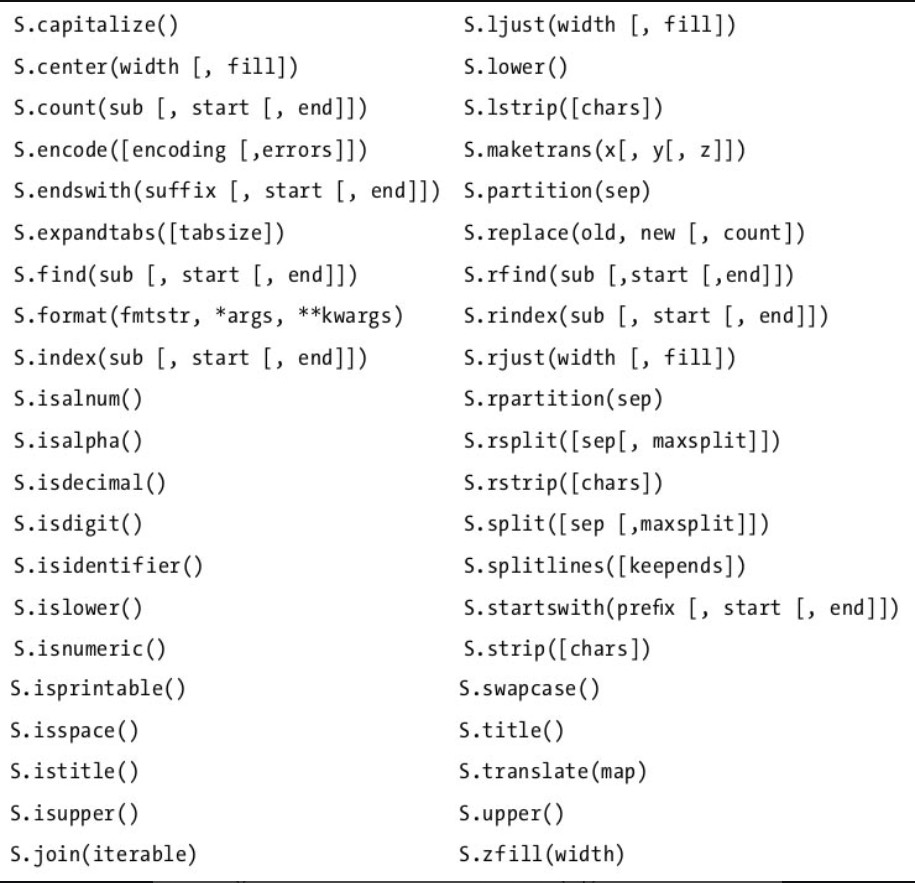 S.capitalize()
S.center(width [, fill])
S.count(sub [, start [, end]])
S.encode([encoding [,errors]])
S.endswith(suffix [, start [, end]])
S.expandtabs([tabsize])
S.find(sub [, start [, end]])
S.format(fmtstr, *args, **kwargs)
S.index(sub [, start [, end]])
S.isalnum()
S.isalpha()
S.isdecimal()
S.isdigit()
S.isidentifier()
S.islower()
S.isnumeric()
S.isprintable()
S.isspace()
S.istitle()
S.isupper()
S.join(iterable)
S.ljust(width [, fill])
S.lower()
S.lstrip([chars])
S.maketrans(x[, y[, z]])
S.partition(sep)
S.replace(old, new [, count])
S.rfind(sub [,start [,end]])
S.rindex(sub [, start [, end]])
S.rjust(width [, fill])
S.rpartition(sep)
S.rsplit([sep[, maxsplit]])
S.rstrip([chars])
S.split([sep [,maxsplit]])
S.splitlines([keepends])
S.startswith(prefix [, start [, end]])
S.strip([chars])
S.swapcase()
S.title()
S.translate(map)
S.upper()
S.zfill(width)